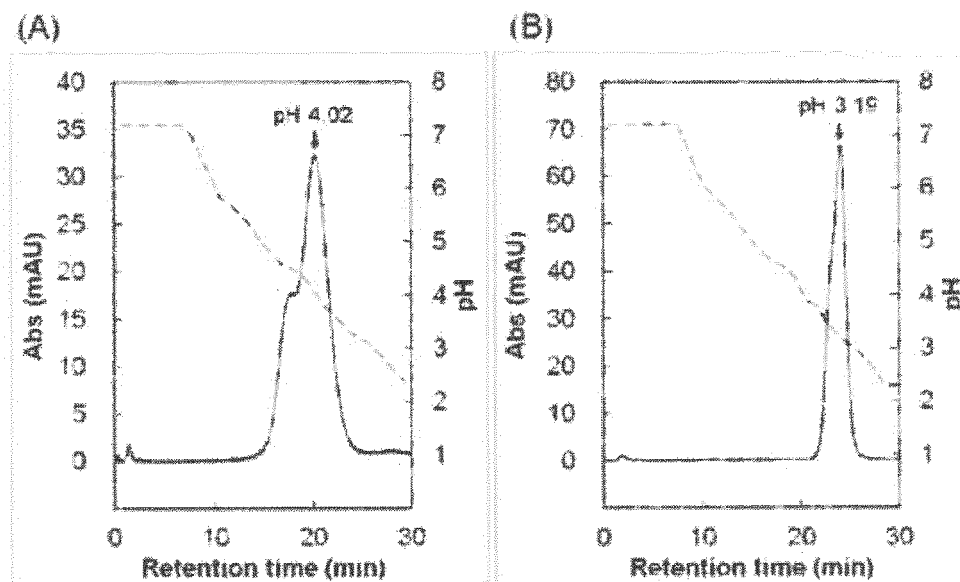 (A)
(B)
40 35 30 25 20 15 10 5 0
Abs (mAU)
pH 4.02
8 7 6 5 4 3 2 1
pH
0 10 20 30
Retention time (min)
80 70 60 50 40 30 20 10 0
Abs (mAU)
pH 3.19
8 7 6 5 4 3 2 1
pH
0 10 20 30
Retention time (min)